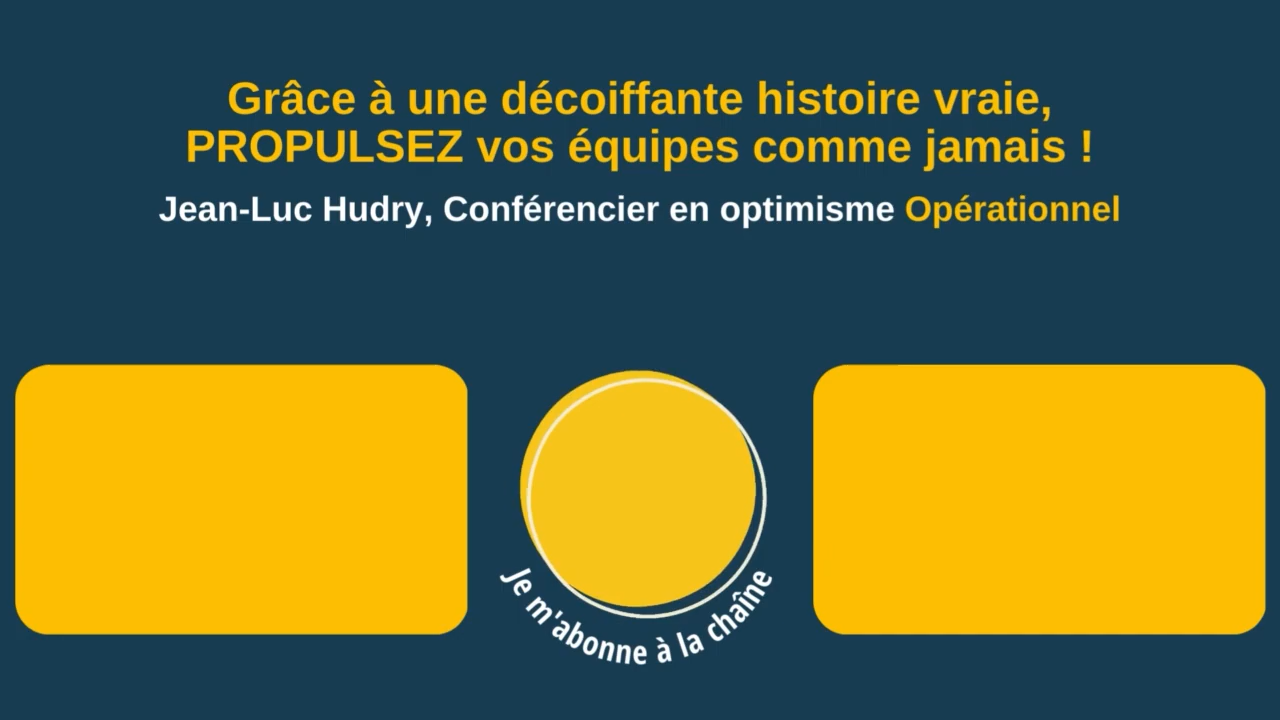 Grâce à une décoiffante histoire vraie,
PROPULSEZ vos équipes comme jamais !
Jean-Luc Hudry, Conférencier en optimisme Opérationnel
Je m'abonne à la chaîne